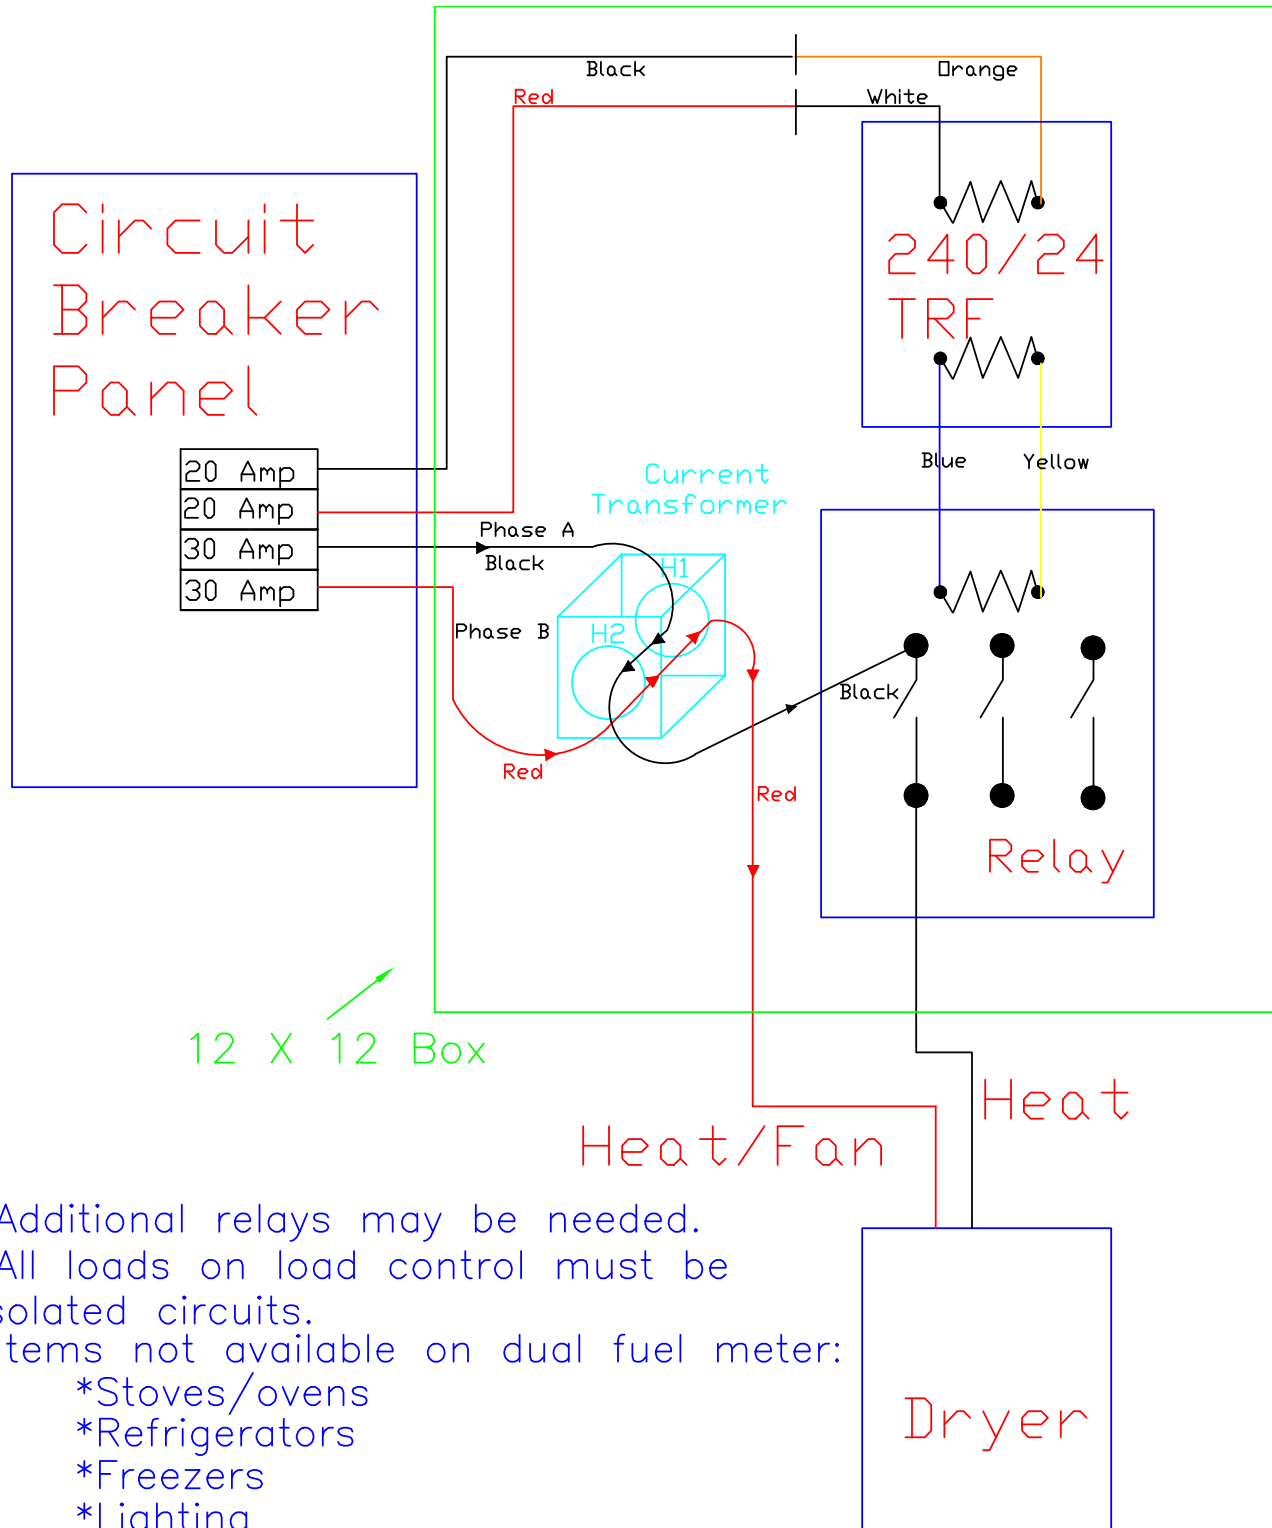 Black
Orange
Red
White
Circuit
Breaker
Panel
240/24
TRF
20 Amp
20 Amp
30 Amp
30 Amp
Blue
Yellow
Current
Transformer
Phase A
Black
H1
Phase B
H2
Black
Red
Red
Relay
12 X 12 Box
Heat
Heat/Fan
Additional relays may be needed.
All loads on load control must be
solated circuits.
tems not available on dual fuel meter:
*Stoves/ovens
*Refrigerators
*Freezers
*Lighting
Dryer